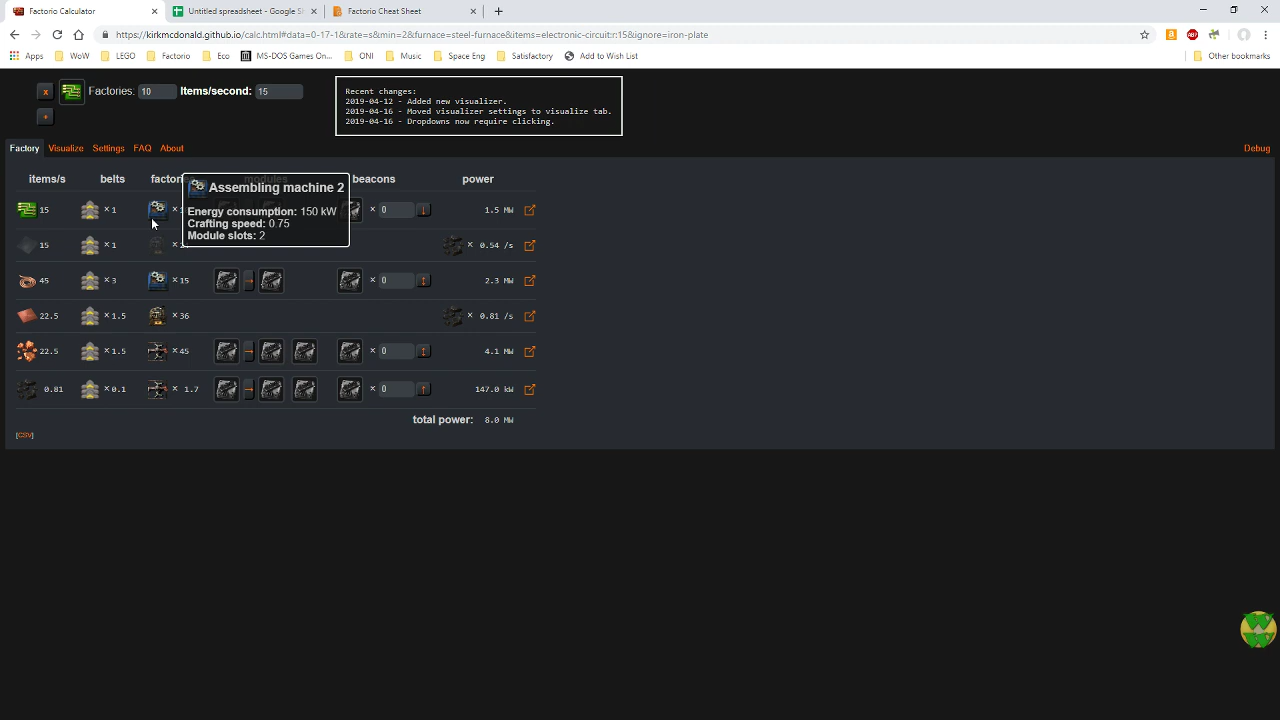 Factorio Calculator
Untitled spreadsheet - Google S
Factorio Cheat Sheet
https://kirkmcdonald.github.io/calc.html#data=0-17-1&rate=s&min=2&furnace=steel-furnace&items=electronic-circuit:r:15&ignore=iron-plate
Apps WoW LEGO Factorio Eco MS-DOS Games On... ONI Music Space Eng Satisfactory Add to Wish List Other bookmarks
x Factories: 10 Items/second: 15
+
Recent changes:
2019-04-12 - Added new visualizer.
2019-04-16 - Moved visualizer settings to visualize tab.
2019-04-16 - Dropdowns now require clicking.
Factory Visualize Settings FAQ About Debug
items/s belts factori modules beacons power
Assembling machine 2
Energy consumption: 150 kW
Crafting speed: 0.75
Module slots: 2
15 × 1 × 0 1.5 MW
15 × 1 × 0.54 /s
45 × 3 × 15 × 0 2.3 MW
22.5 × 1.5 × 36 × 0.81 /s
22.5 × 1.5 × 45 × 0 4.1 MW
0.81 × 0.1 × 1.7 × 0 147.0 kW
total power: 8.0 MW
[CSV]